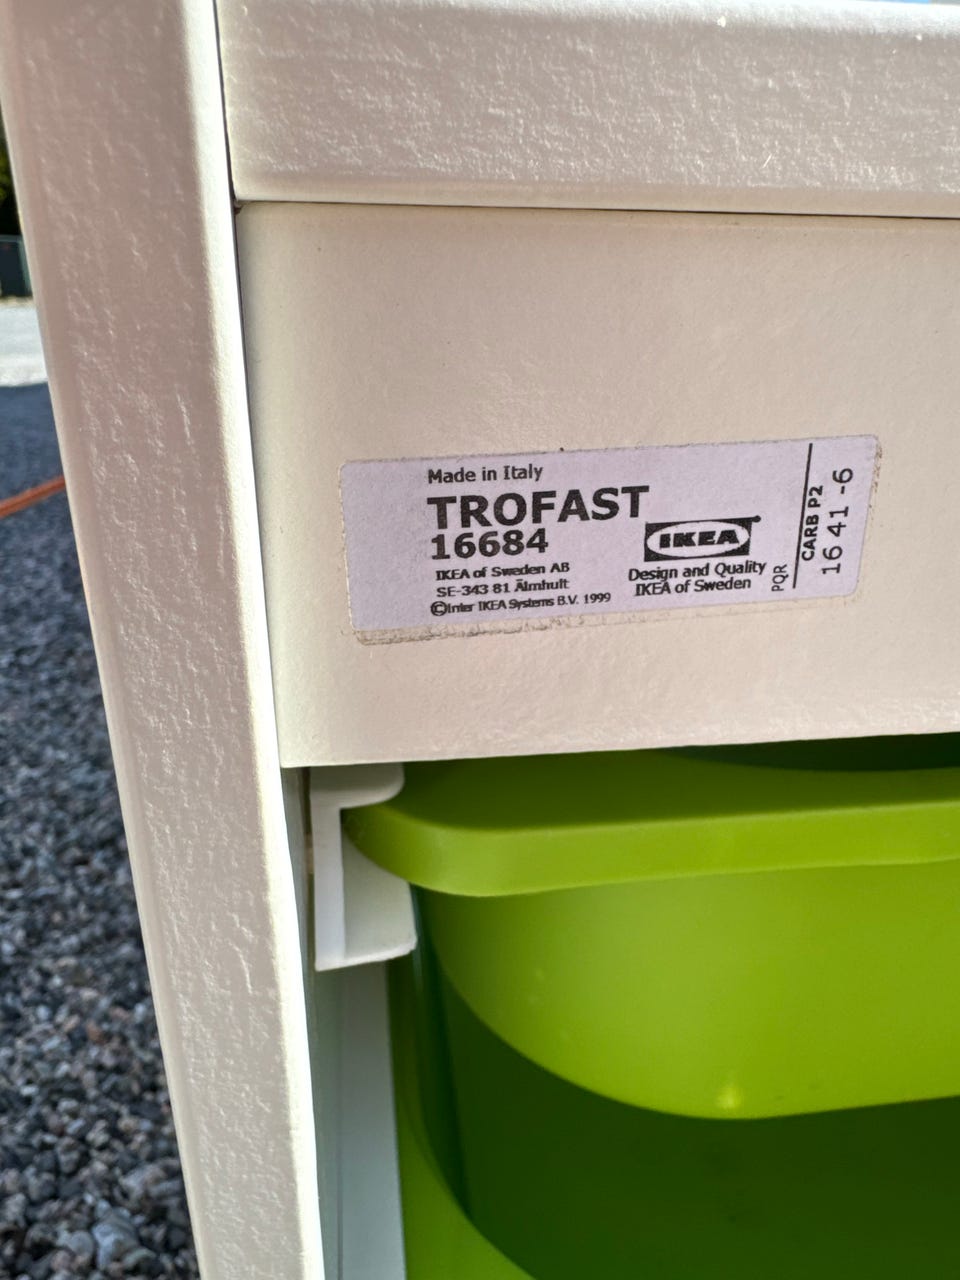 Made in Italy
TROFAST
16684
IKEA of Sweden AB
SE-343 81 Älmhult
©Inter IKEA Systems B.V. 1999
IKEA
Design and Quality
IKEA of Sweden
PQR
CARB P2
16 41 -6